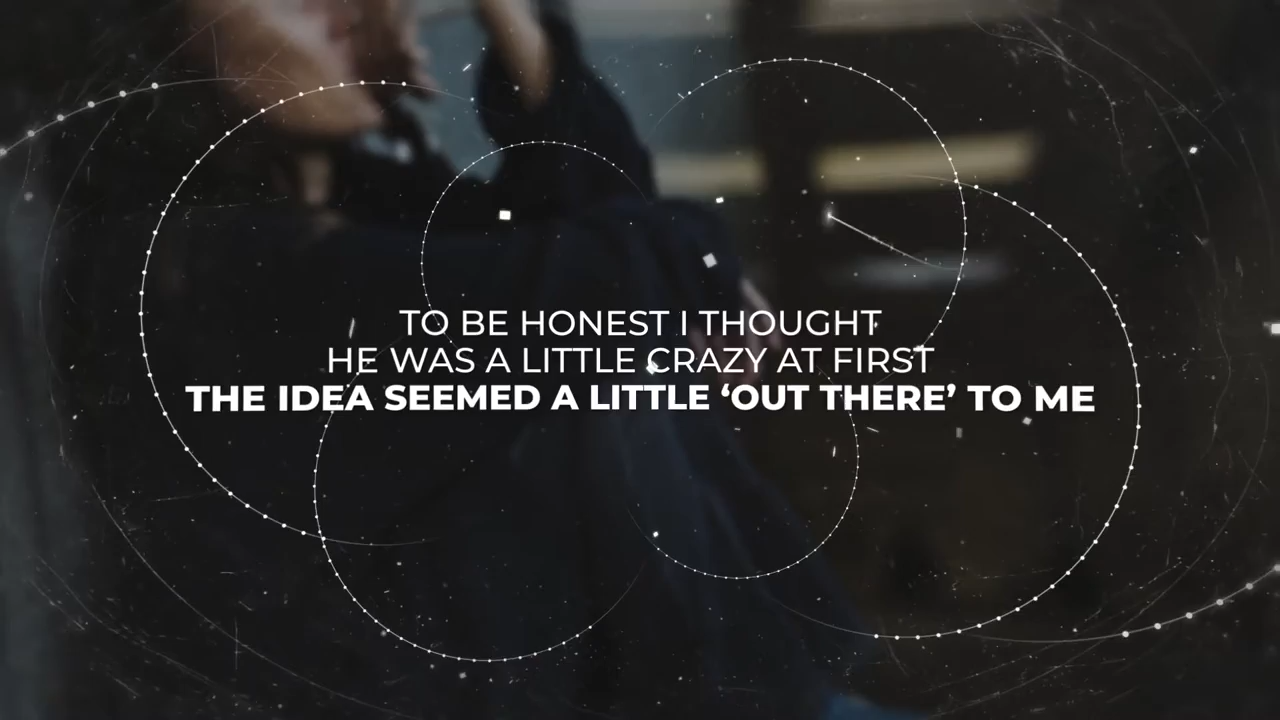 TO BE HONEST I THOUGHT
HE WAS A LITTLE CRAZY AT FIRST
THE IDEA SEEMED A LITTLE ‘OUT THERE’ TO ME